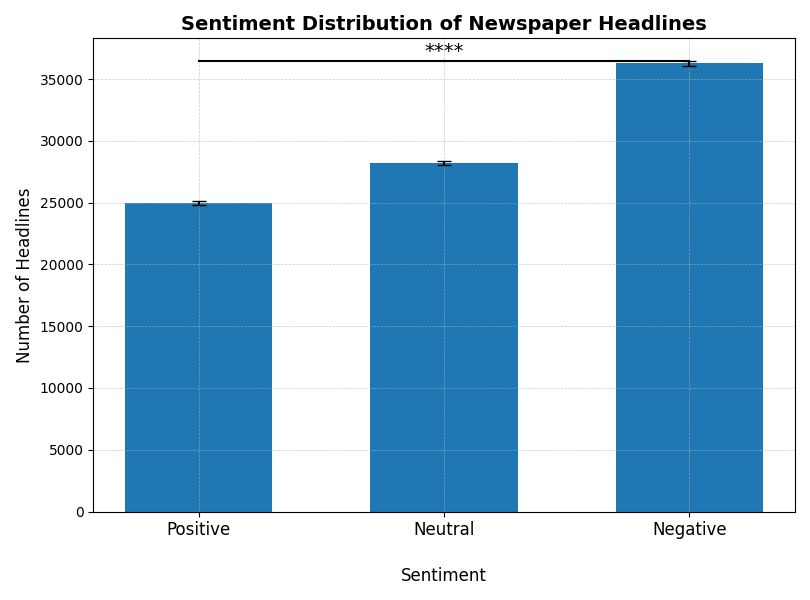 Sentiment Distribution of Newspaper Headlines
****
Number of Headlines
35000
30000
25000
20000
15000
10000
5000
0
Positive Neutral Negative
Sentiment